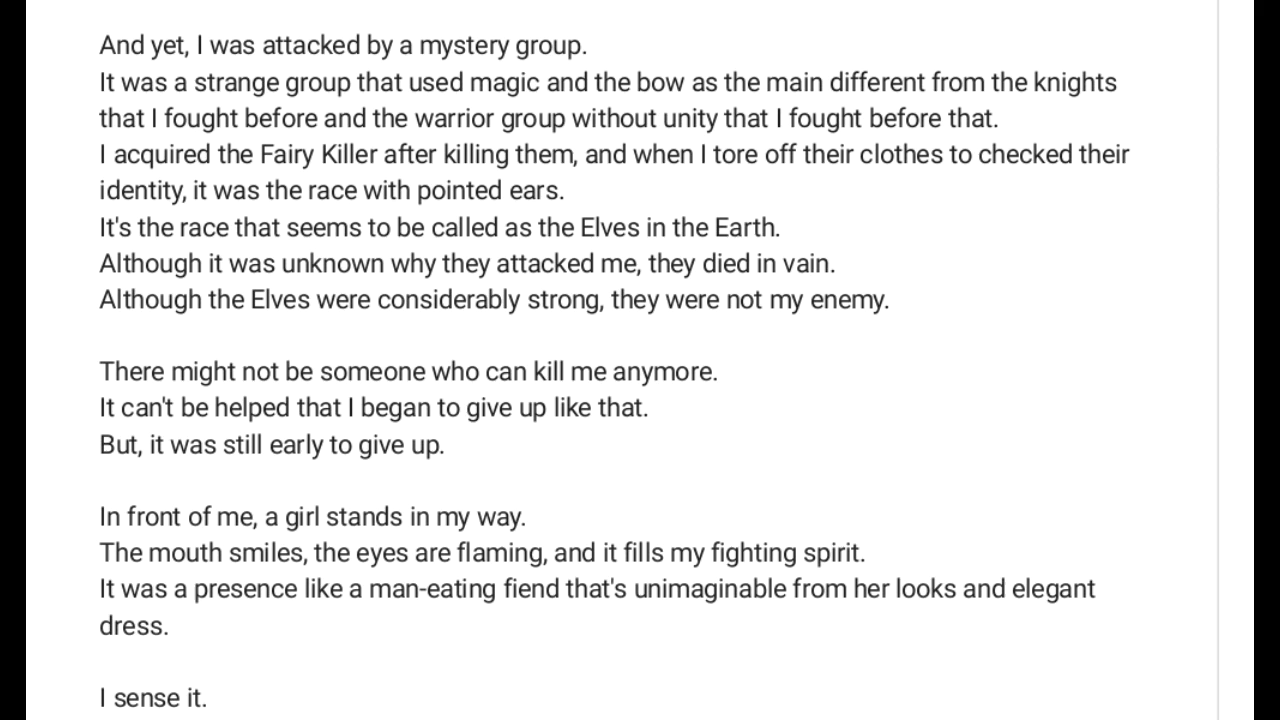 And yet, I was attacked by a mystery group.
It was a strange group that used magic and the bow as the main different from the knights
that I fought before and the warrior group without unity that I fought before that.
I acquired the Fairy Killer after killing them, and when I tore off their clothes to checked their
identity, it was the race with pointed ears.
It's the race that seems to be called as the Elves in the Earth.
Although it was unknown why they attacked me, they died in vain.
Although the Elves were considerably strong, they were not my enemy.
There might not be someone who can kill me anymore.
It can't be helped that I began to give up like that.
But, it was still early to give up.
In front of me, a girl stands in my way.
The mouth smiles, the eyes are flaming, and it fills my fighting spirit.
It was a presence like a man-eating fiend that's unimaginable from her looks and elegant
dress.
I sense it.